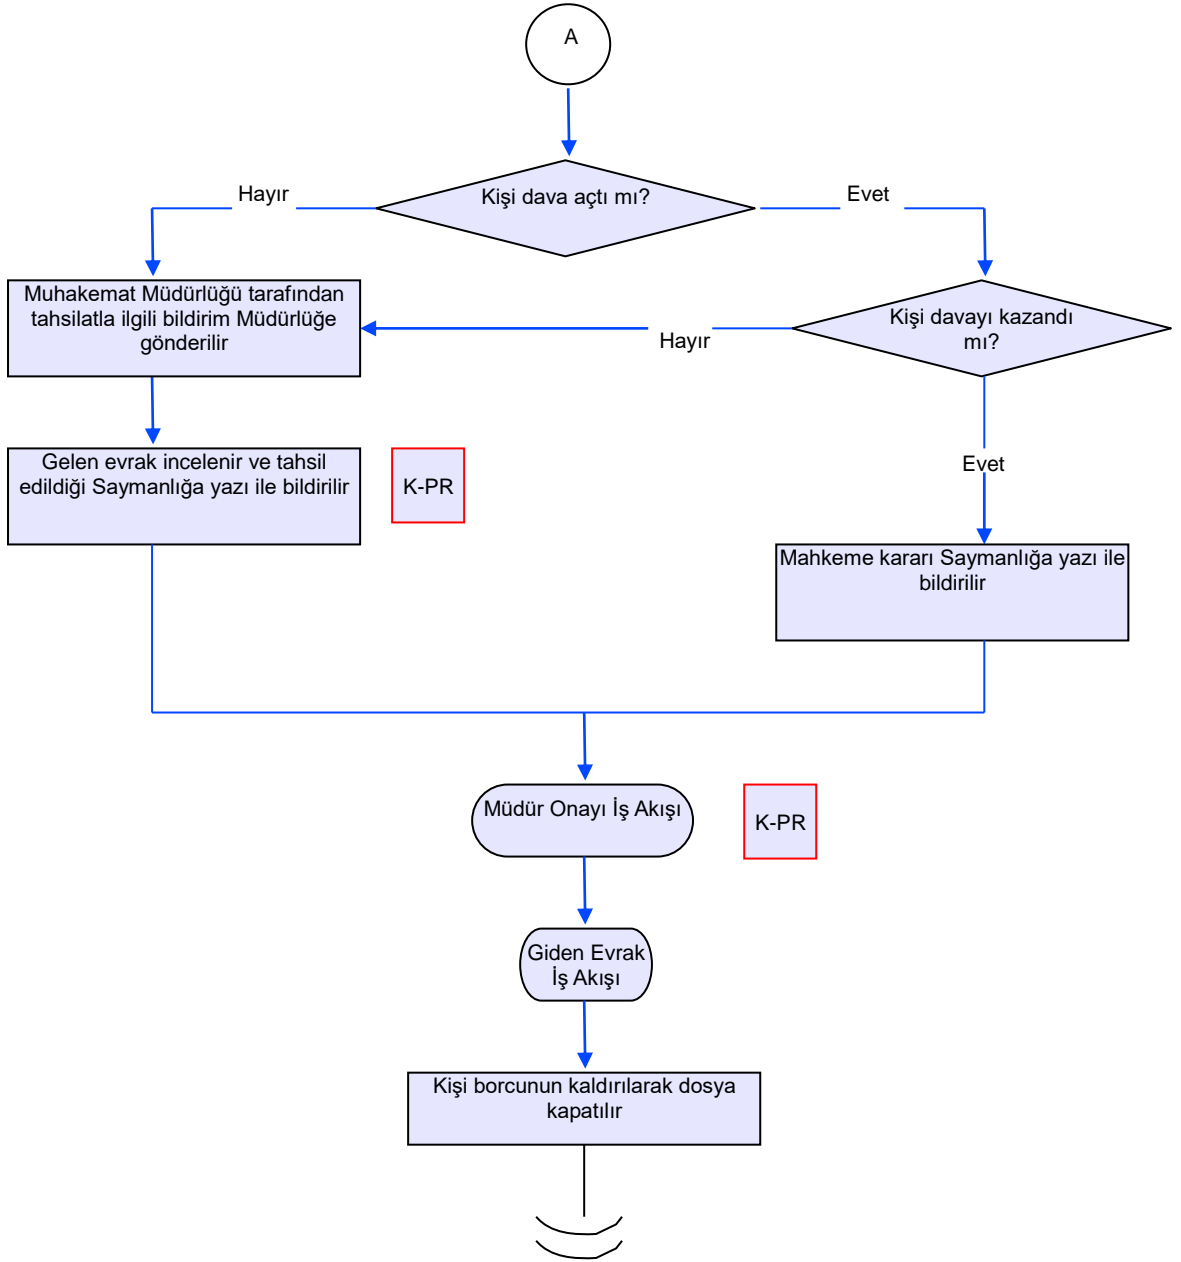 A
Kişi dava açtı mı?
Hayır
Evet
Muhakemat Müdürlüğü tarafından
tahsilatla ilgili bildirim Müdürlüğe
gönderilir
Kişi davayı kazandı
mı?
Hayır
Gelen evrak incelenir ve tahsil
edildiği Saymanlığa yazı ile bildirilir
K-PR
Evet
Mahkeme kararı Saymanlığa yazı ile
bildirilir
Müdür Onayı İş Akışı
K-PR
Giden Evrak
İş Akışı
Kişi borcunun kaldırılarak dosya
kapatılır